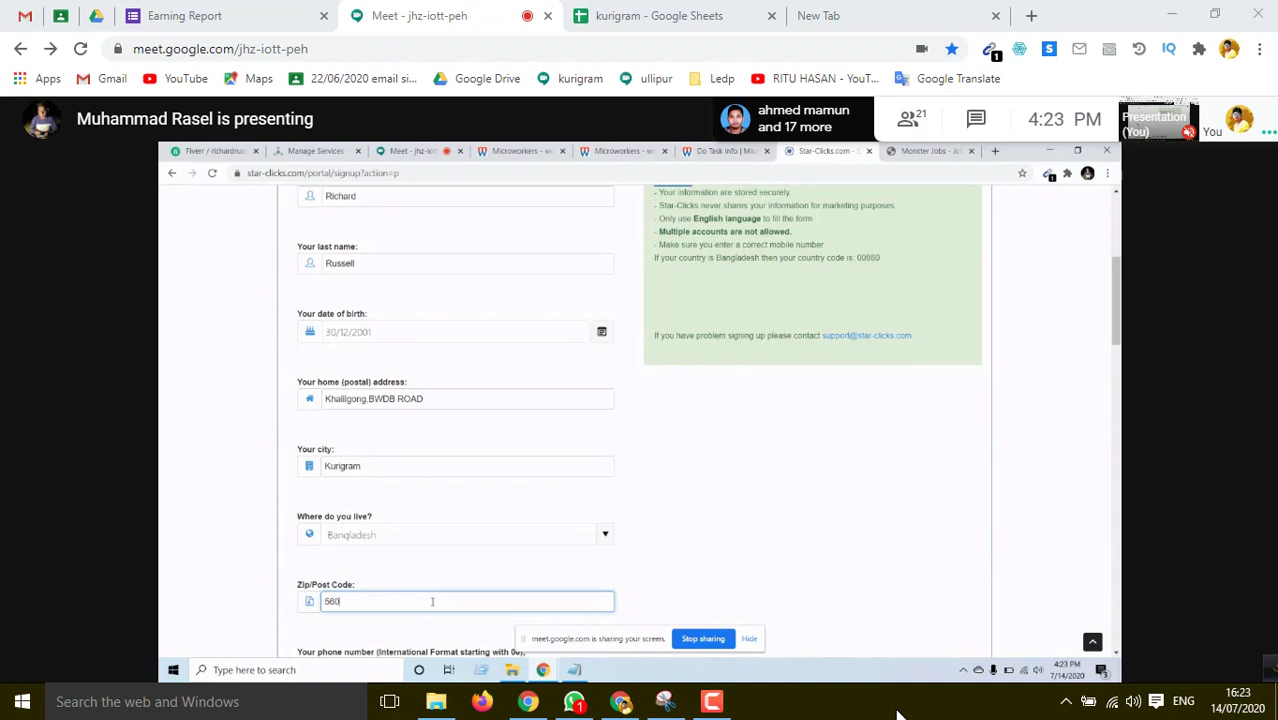 Earning Report
Meet - jhz-iott-peh
kurigram - Google Sheets
New Tab
meet.google.com/jhz-iott-peh
1
S
IQ
Apps
Gmail
YouTube
Maps
22/06/2020 email si...
Google Drive
kurigram
ullipur
Ledp
RITU HASAN - YouT...
Google Translate
Muhammad Rasel is presenting
ahmed mamun
and 17 more
21
4:23 PM
Presentation
(You)
You
Fiverr / richardrus
Manage Services -
Meet - jhz-io
Microworkers - w
Microworkers - w
Do Task Info | Mic
Star-Clicks.com -
Monster Jobs - Jo
star-clicks.com/portal/signup?action=p
1
Richard
Your last name:
Russell
Your date of birth:
30/12/2001
Your home (postal) address:
Khalilgong,BWDB ROAD
Your city:
Kurigram
Where do you live?
Bangladesh
Zip/Post Code:
560
Your phone number (International Format starting with 00),
- Your information are stored securely.
- Star-Clicks never shares your information for marketing purposes.
- Only use English language to fill the form
- Multiple accounts are not allowed.
- Make sure you enter a correct mobile number
If your country is Bangladesh then your country code is: 00880
If you have problem signing up please contact support@star-clicks.com
meet.google.com is sharing your screen.
Stop sharing
Hide
Type here to search
4:23 PM
7/14/2020
Search the web and Windows
1
ENG
16:23
14/07/2020